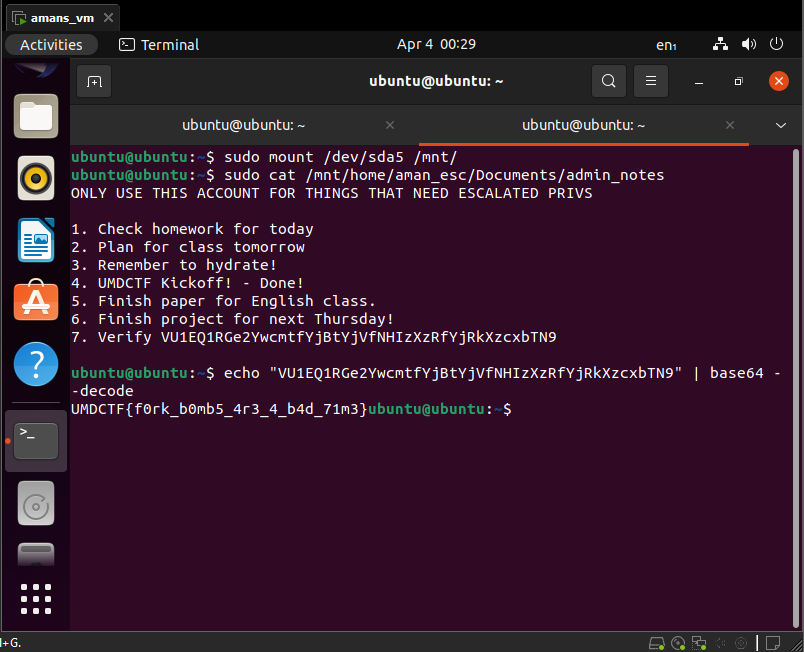 amans_vm
Activities
Terminal
Apr 4 00:29
en₁
ubuntu@ubuntu: ~
ubuntu@ubuntu: ~
ubuntu@ubuntu: ~
ubuntu@ubuntu:~$ sudo mount /dev/sda5 /mnt/
ubuntu@ubuntu:~$ sudo cat /mnt/home/aman_esc/Documents/admin_notes
ONLY USE THIS ACCOUNT FOR THINGS THAT NEED ESCALATED PRIVS
1. Check homework for today
2. Plan for class tomorrow
3. Remember to hydrate!
4. UMDCTF Kickoff! - Done!
5. Finish paper for English class.
6. Finish project for next Thursday!
7. Verify VU1EQ1RGe2YwcmtfYjBtYjVfNHIzXzRfYjRkXzcxbTN9
ubuntu@ubuntu:~$ echo "VU1EQ1RGe2YwcmtfYjBtYjVfNHIzXzRfYjRkXzcxbTN9" | base64 -
-decode
UMDCTF{f0rk_b0mb5_4r3_4_b4d_71m3}ubuntu@ubuntu:~$
>_
?
+G.